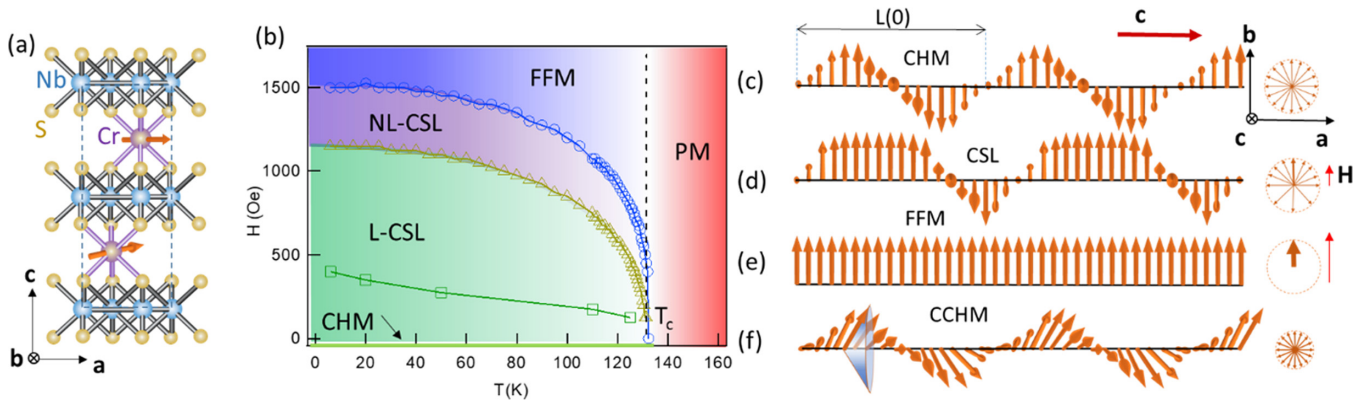 (a)
Nb
S
Cr
c
b
a
(b)
H (Oe)
1500
1000
500
0
FFM
NL-CSL
PM
L-CSL
CHM
T_c
0
20
40
60
80
100
120
140
160
T(K)
L(0)
c
(c)
CHM
b
c
a
(d)
CSL
H
FFM
(e)
CCHM
(f)